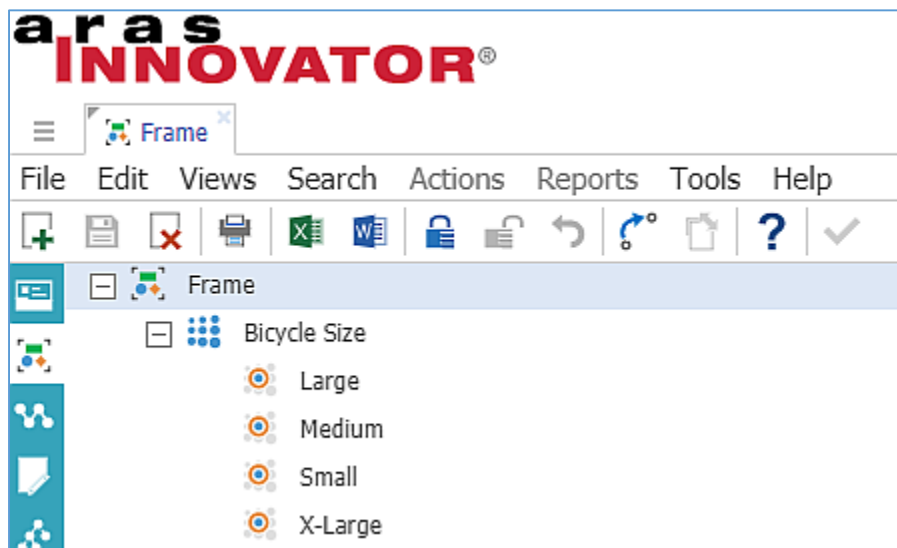 aras
INNOVATOR®
Frame
File Edit Views Search Actions Reports Tools Help
X W ?
Frame
Bicycle Size
Large
Medium
Small
X-Large